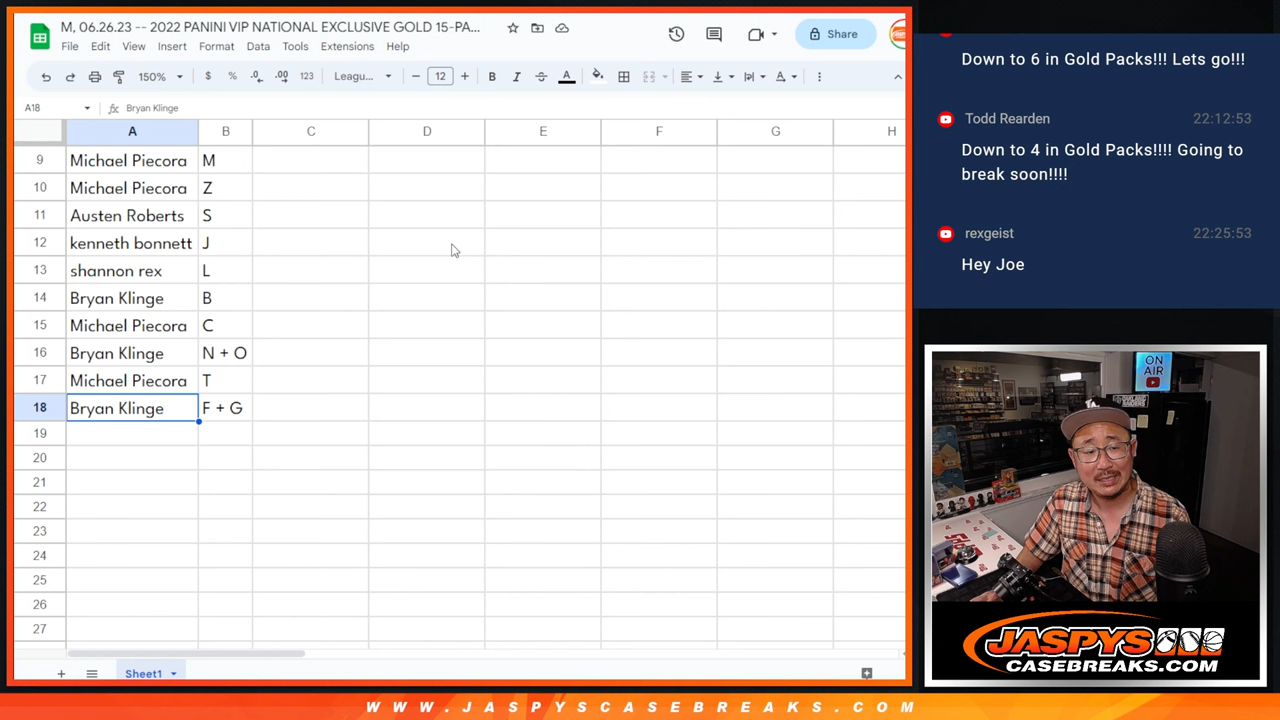 M, 06.26.23 -- 2022 PANINI VIP NATIONAL EXCLUSIVE GOLD 15-PA...
File Edit View Insert Format Data Tools Extensions Help
Share
150% $ % .0 .00 123 Leagu... − 12 + B I A
A18 fx Bryan Klinge
A B C D E F G H
9 Michael Piecora M
10 Michael Piecora Z
11 Austen Roberts S
12 kenneth bonnett J
13 shannon rex L
14 Bryan Klinge B
15 Michael Piecora C
16 Bryan Klinge N + O
17 Michael Piecora T
18 Bryan Klinge F + G
19
20
21
22
23
24
25
26
27
+ Sheet1
Down to 6 in Gold Packs!!! Lets go!!!
Todd Rearden 22:12:53
Down to 4 in Gold Packs!!!! Going to
break soon!!!!
rexgeist 22:25:53
Hey Joe
ON
AIR
JASPYS
CASEBREAKS.COM
WWW.JASPYSCASEBREAKS.COM